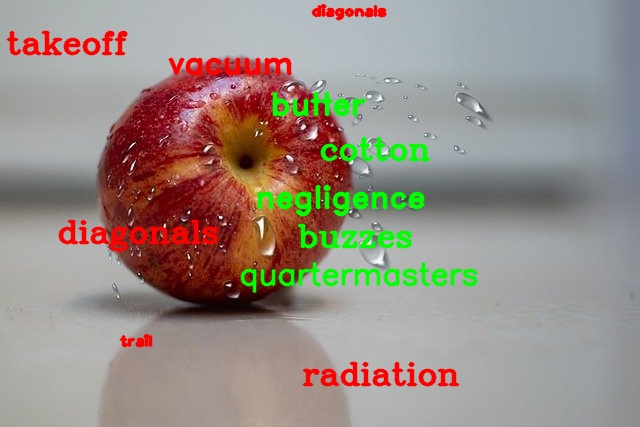 diagonals
takeoff
vacuum
butter
cotton
negligence
diagonals
buzzes
quartermasters
trail
radiation